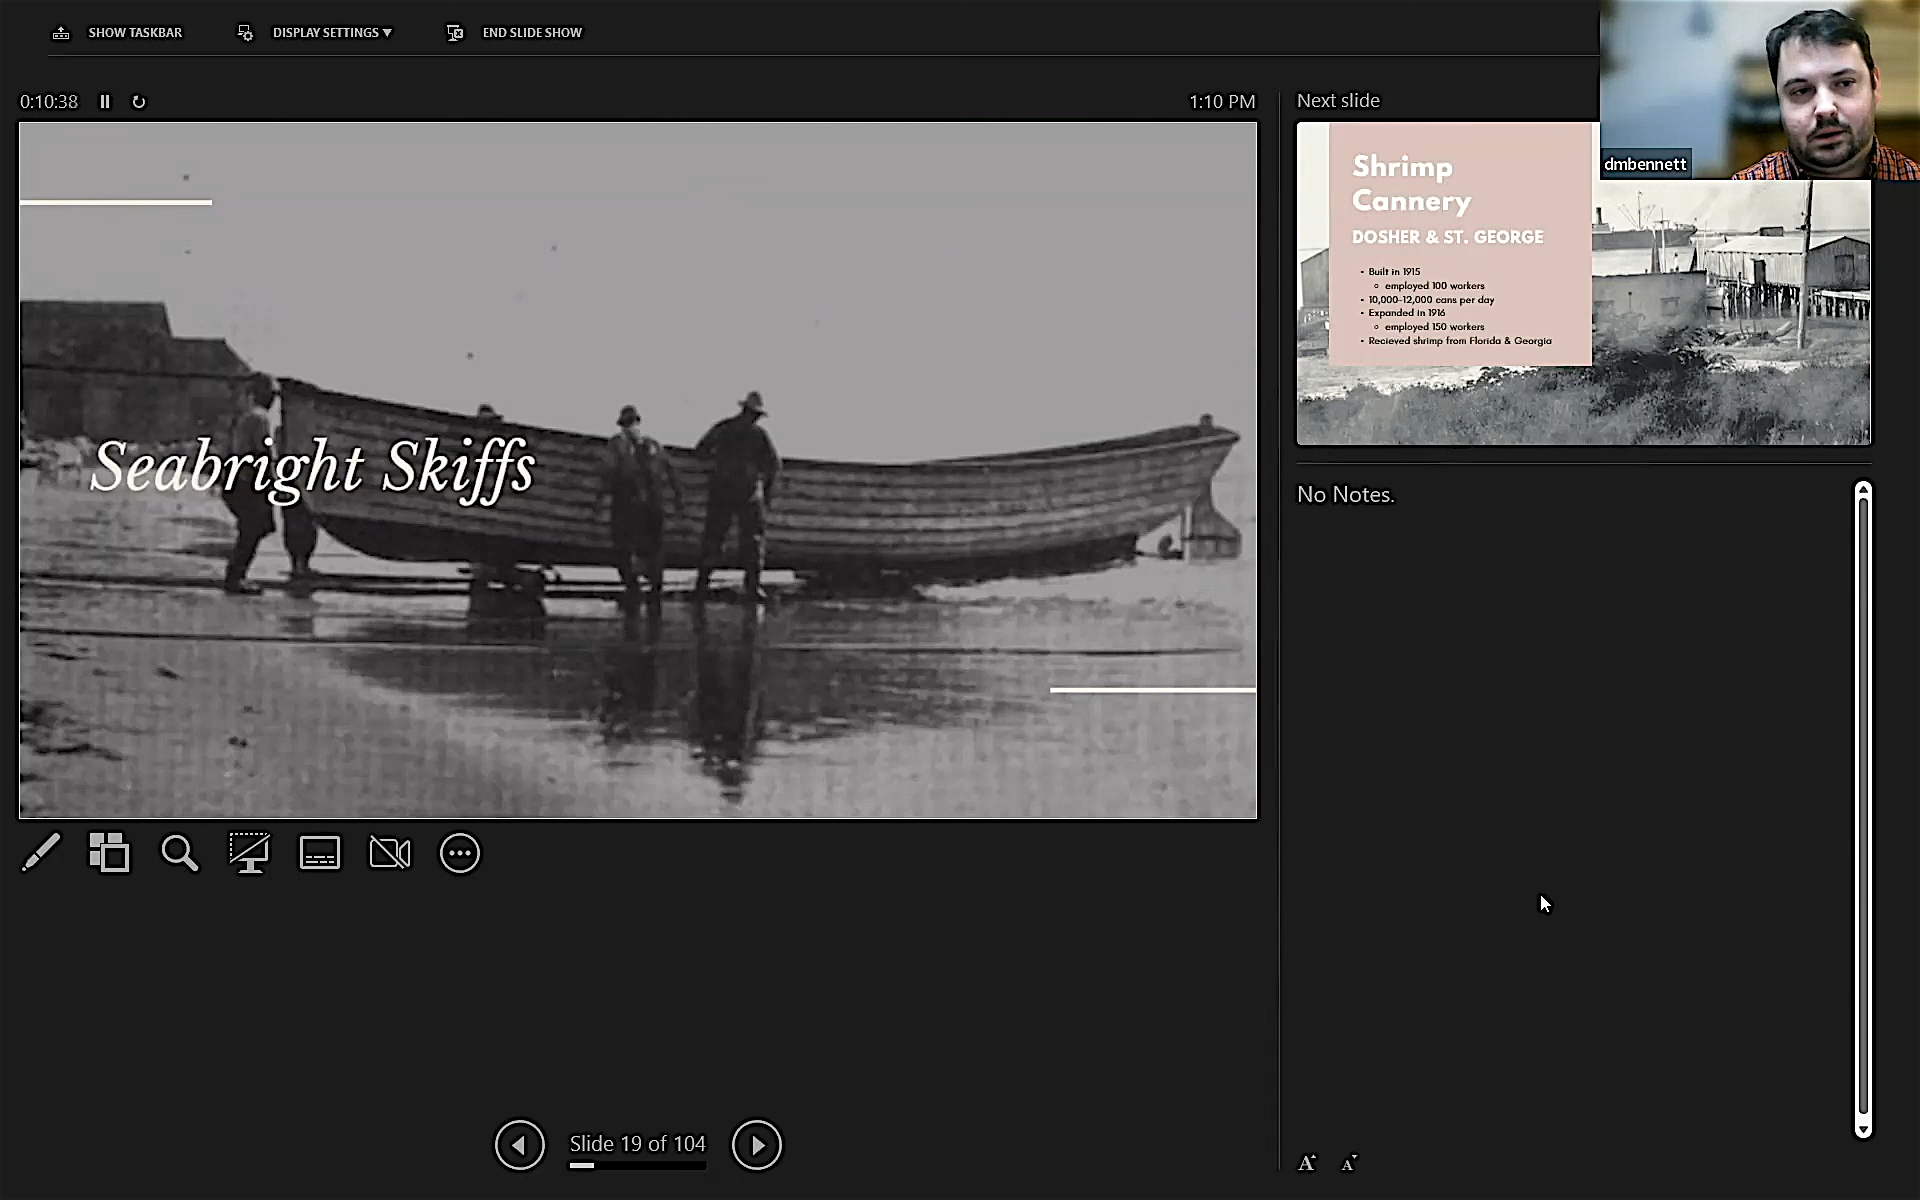 SHOW TASKBAR
DISPLAY SETTINGS ▼
END SLIDE SHOW
0:10:38
1:10 PM
Next slide
dmbennett
Seabright Skiffs
Shrimp
Cannery
DOSHER & ST. GEORGE
- Built in 1915
employed 100 workers
- 10,000-12,000 cans per day
- Expanded in 1916
employed 150 workers
- Recieved shrimp from Florida & Georgia
No Notes.
Slide 19 of 104
A A